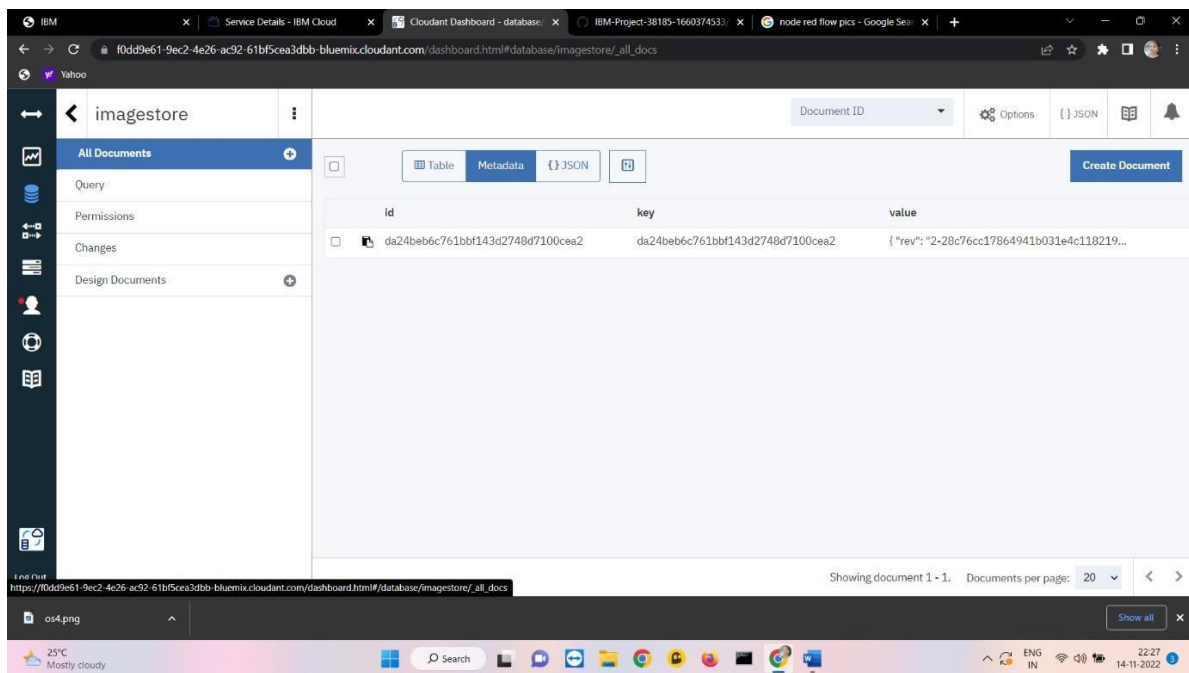 IBM
Service Details - IBM Cloud
Cloudant Dashboard - database/
IBM-Project-38185-1660374533/
node red flow pics - Google Sear
f0dd9e61-9ec2-4e26-ac92-61bf5cea3dbb-bluemix.cloudant.com/dashboard.html#database/imagestore/_all_docs
Yahoo
imagestore
Document ID
Options
{ } JSON
All Documents
Query
Permissions
Changes
Design Documents
Table
Metadata
{ } JSON
Create Document
id key value
da24beb6c761bbf143d2748d7100cea2 da24beb6c761bbf143d2748d7100cea2 { "rev": "2-28c76cc17864941b031e4c118219...
Log Out
Showing document 1 - 1. Documents per page: 20
https://f0dd9e61-9ec2-4e26-ac92-61bf5cea3dbb-bluemix.cloudant.com/dashboard.html#/database/imagestore/_all_docs
os4.png
Show all
25°C
Mostly cloudy
Search
ENG
IN
22:27
14-11-2022
3